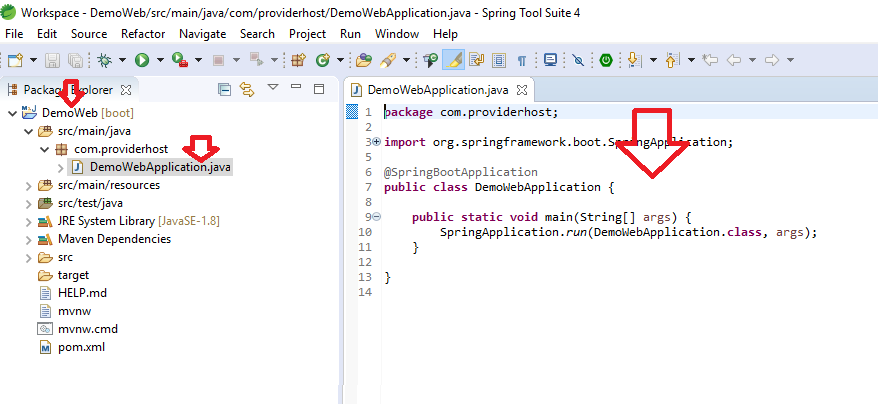 Workspace - DemoWeb/src/main/java/com/providerhost/DemoWebApplication.java - Spring Tool Suite 4
File Edit Source Refactor Navigate Search Project Run Window Help
Package Explorer
DemoWeb [boot]
src/main/java
com.providerhost
DemoWebApplication.java
src/main/resources
src/test/java
JRE System Library [JavaSE-1.8]
Maven Dependencies
src
target
HELP.md
mvnw
mvnw.cmd
pom.xml
DemoWebApplication.java
1 package com.providerhost;
2
3 import org.springframework.boot.SpringApplication;
5
6 @SpringBootApplication
7 public class DemoWebApplication {
8
9 public static void main(String[] args) {
10 SpringApplication.run(DemoWebApplication.class, args);
11 }
12
13 }
14